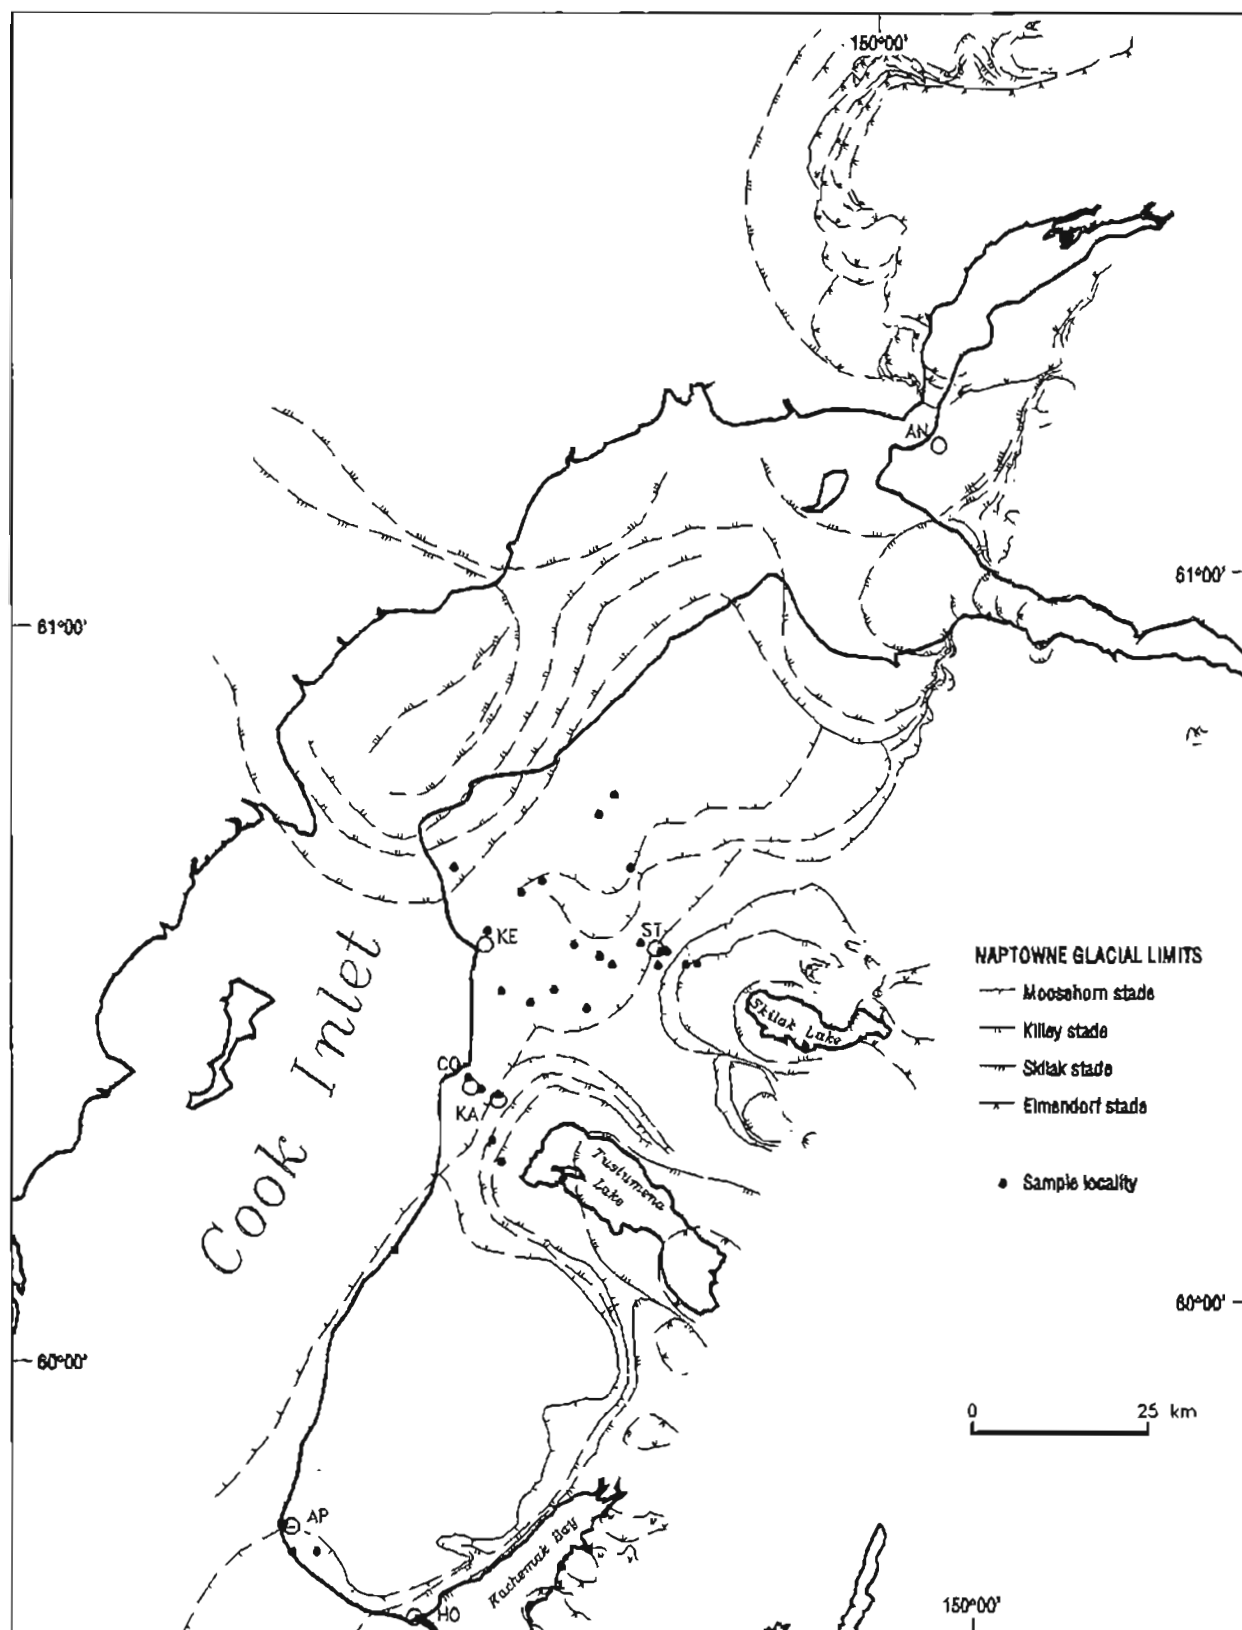 150°00'
AN
61°00'
61°00'
KE
ST
NAPTOWNE GLACIAL LIMITS
Moosehorn stade
Killey stade
Skilak stade
Elmendorf stade
Sample locality
Skilak Lake
Cook Inlet
CO
KA
Tustumena
Lake
60°00'
60°00'
0 25 km
AP
Kachemak Bay
HO
150°00'